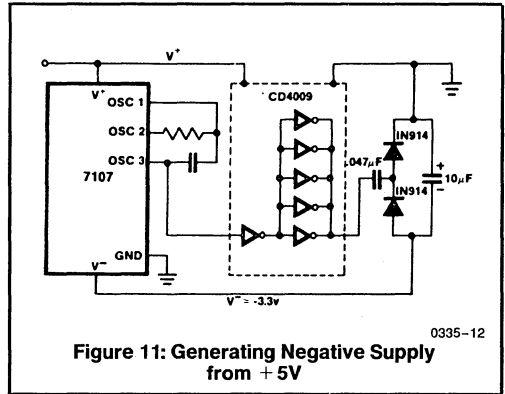 V+
V+
OSC 1
OSC 2
OSC 3
7107
GND
V−
CD4009
.047µF
IN914
IN914
+
10µF
−
V− = -3.3v
0335-12
Figure 11: Generating Negative Supply
from +5V